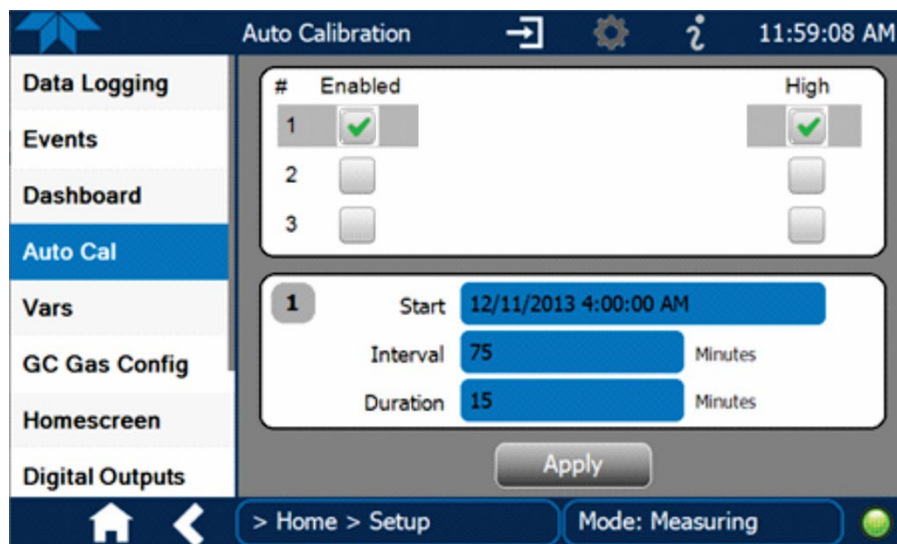 Auto Calibration 11:59:08 AM
Data Logging
Events
Dashboard
Auto Cal
Vars
GC Gas Config
Homescreen
Digital Outputs
# Enabled High
1
2
3
1 Start 12/11/2013 4:00:00 AM
Interval 75 Minutes
Duration 15 Minutes
Apply
> Home > Setup Mode: Measuring